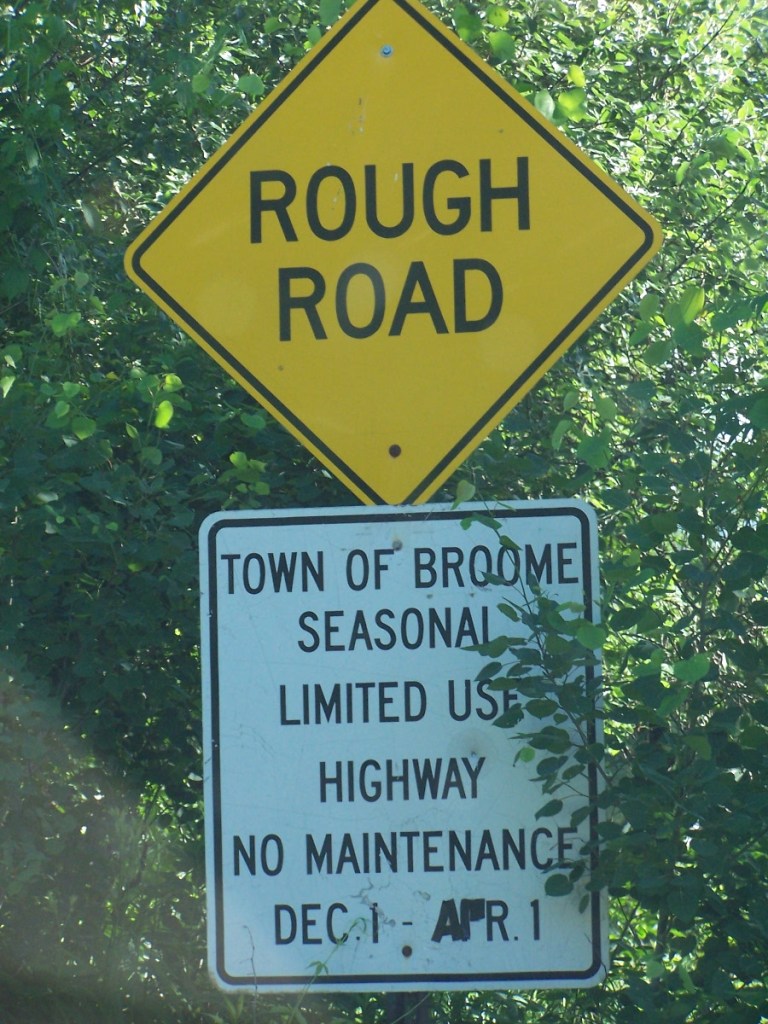 ROUGH
ROAD
TOWN OF BROOME
SEASONAL
LIMITED USE
HIGHWAY
NO MAINTENANCE
DEC. 1 - APR. 1